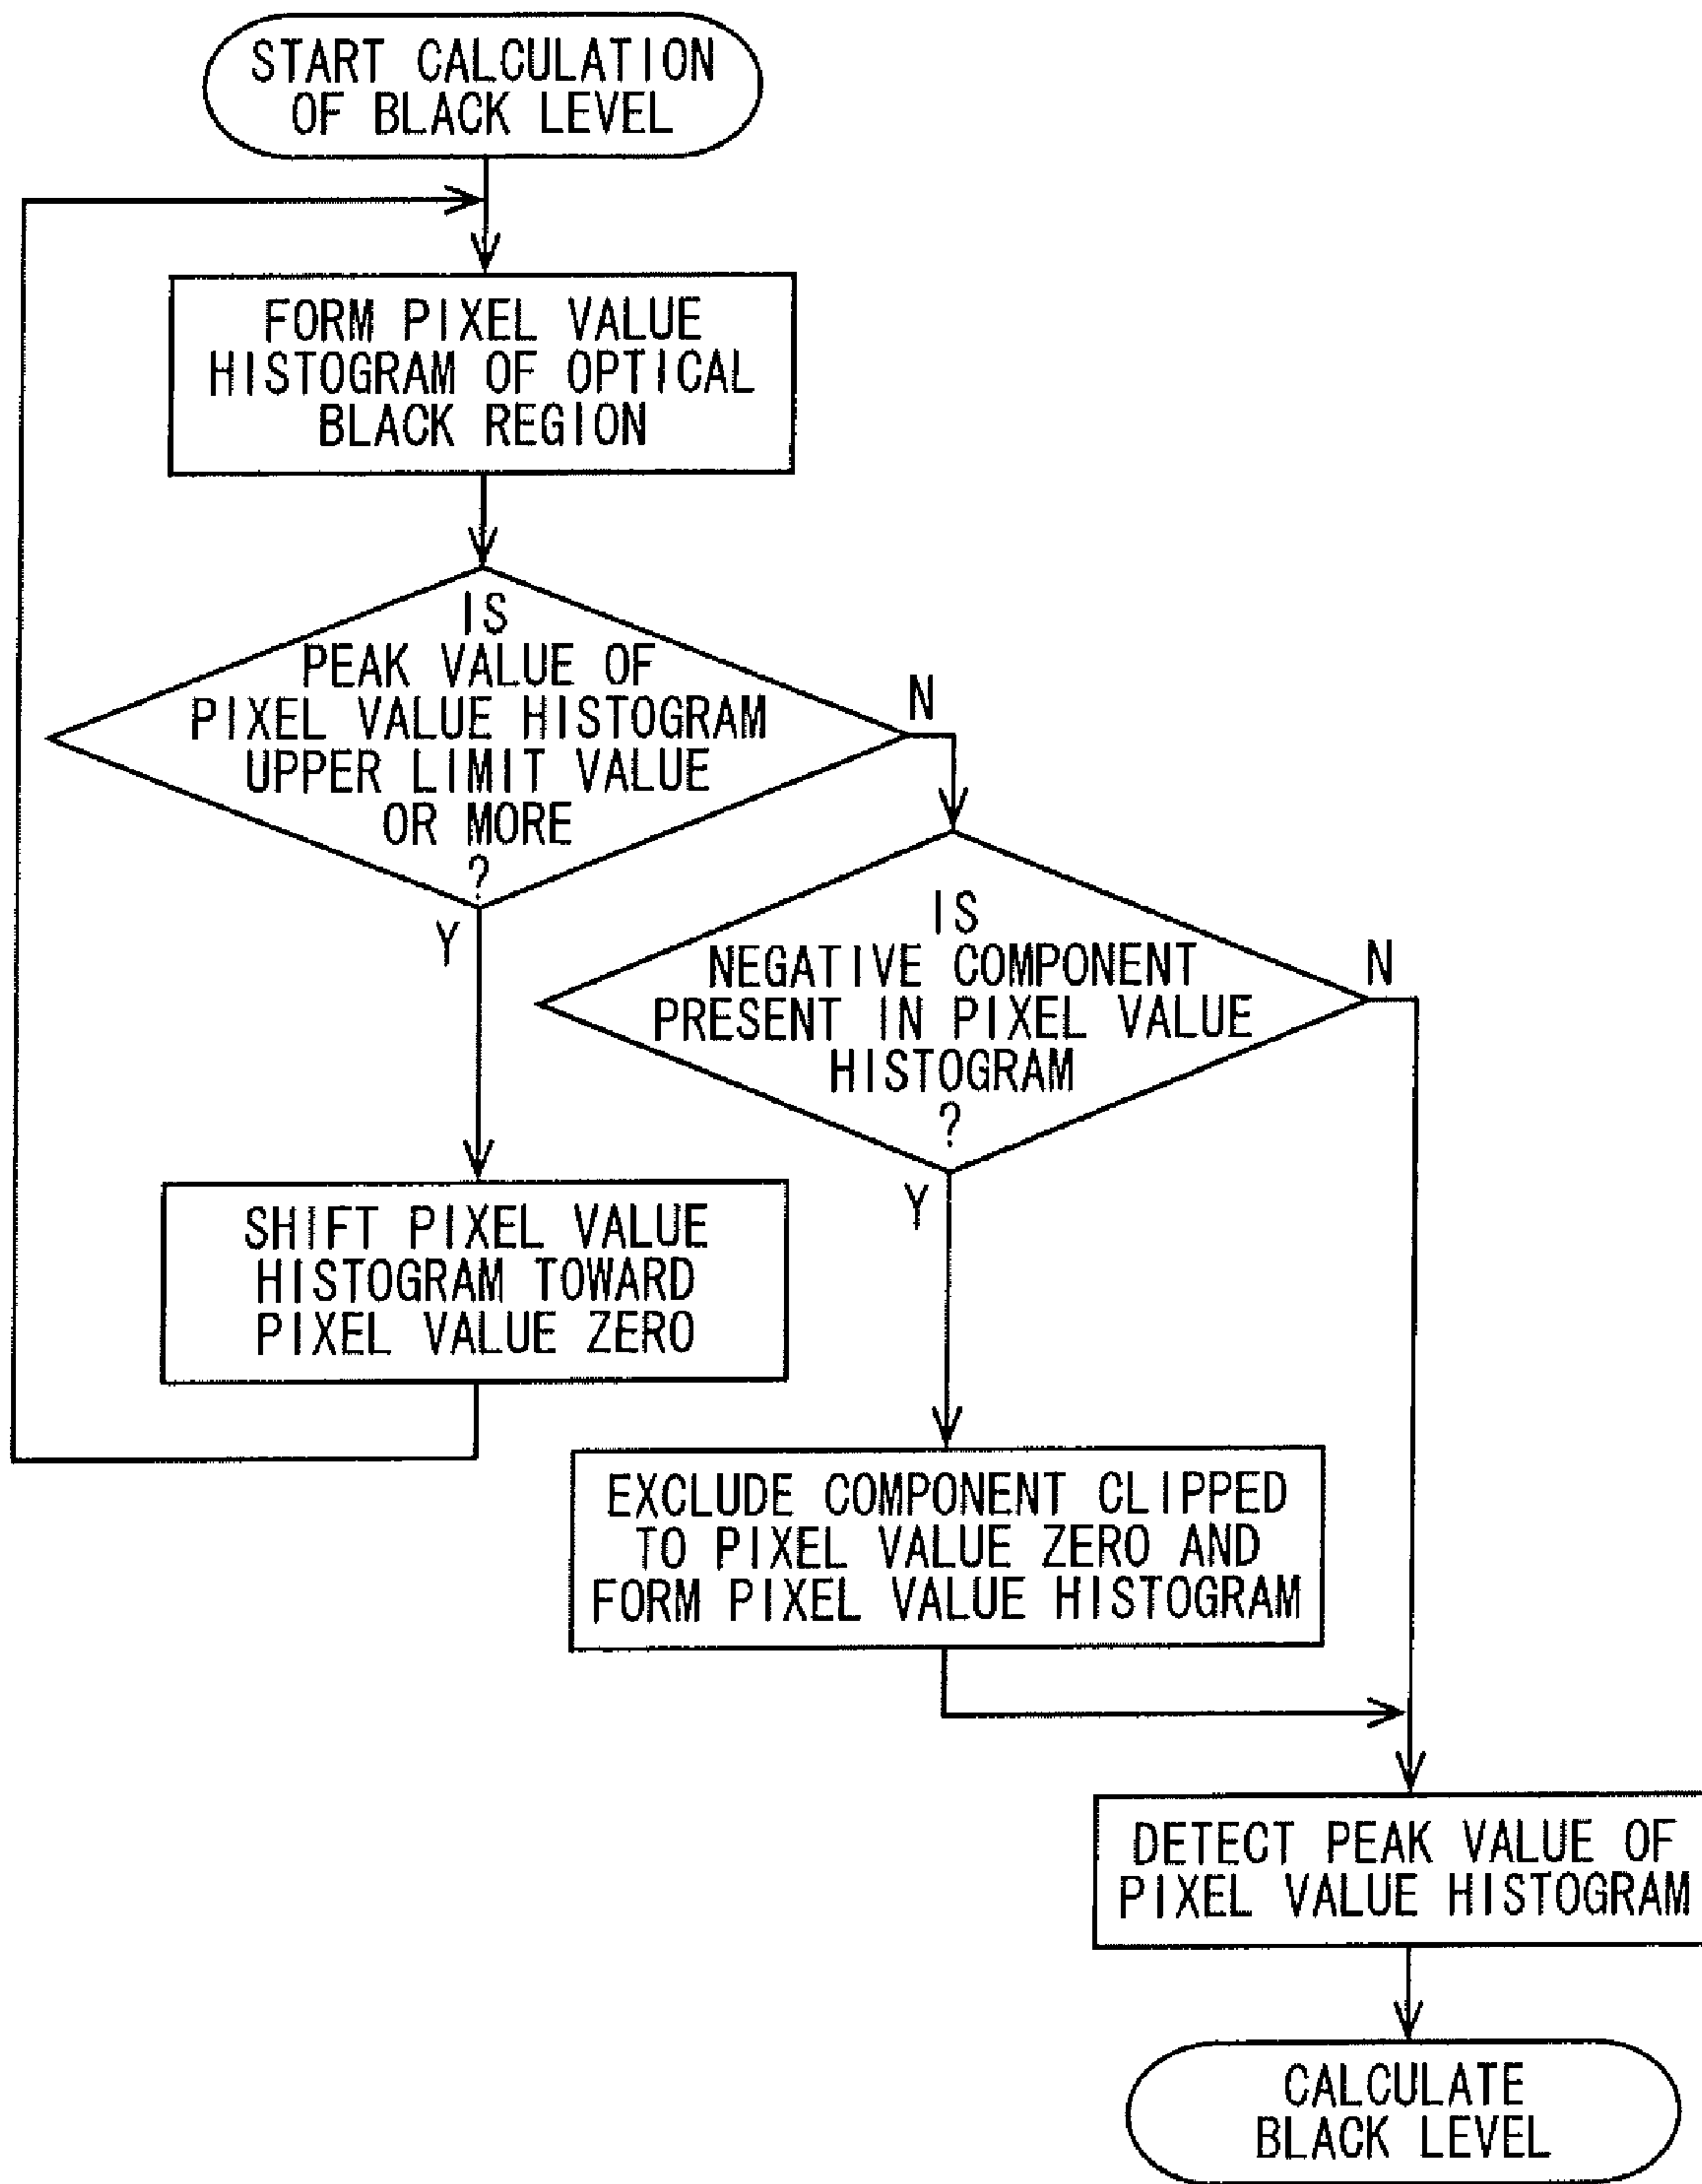 START CALCULATION
OF BLACK LEVEL
FORM PIXEL VALUE
HISTOGRAM OF OPTICAL
BLACK REGION
IS
PEAK VALUE OF
PIXEL VALUE HISTOGRAM
UPPER LIMIT VALUE
OR MORE
?
N
Y
IS
NEGATIVE COMPONENT
PRESENT IN PIXEL VALUE
HISTOGRAM
?
N
Y
SHIFT PIXEL VALUE
HISTOGRAM TOWARD
PIXEL VALUE ZERO
EXCLUDE COMPONENT CLIPPED
TO PIXEL VALUE ZERO AND
FORM PIXEL VALUE HISTOGRAM
DETECT PEAK VALUE OF
PIXEL VALUE HISTOGRAM
CALCULATE
BLACK LEVEL